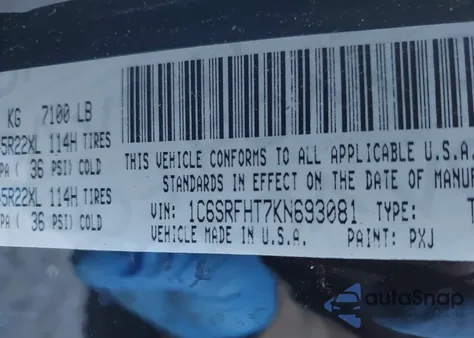 KG 7100 LB
5R22XL 114H TIRES
PA ( 36 PSI) COLD
5R22XL 114H TIRES
PA ( 36 PSI) COLD
THIS VEHICLE CONFORMS TO ALL APPLICABLE U.S.A.
STANDARDS IN EFFECT ON THE DATE OF MANUF
VIN: 1C6SRFHT7KN693081 TYPE: T
VEHICLE MADE IN U.S.A. PAINT: PXJ
autoSnap